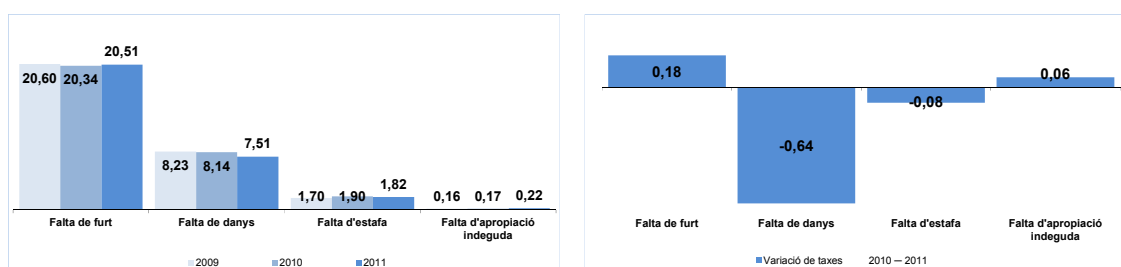 20,60
20,34
20,51
8,23
8,14
7,51
1,70
1,90
1,82
0,16
0,17
0,22
Falta de furt
Falta de danys
Falta d'estafa
Falta d'apropiació
indeguda
2009
2010
2011
0,18
-0,64
-0,08
0,06
Falta de furt
Falta de danys
Falta d'estafa
Falta d'apropiació
indeguda
Variació de taxes 2010 — 2011